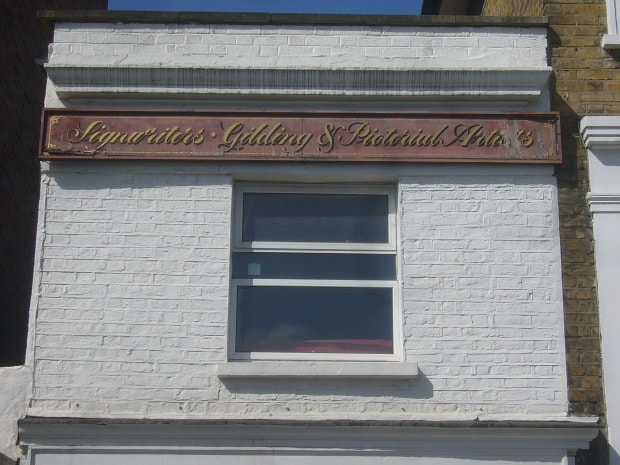 Signwriters · Gilding & Pictorial Artists